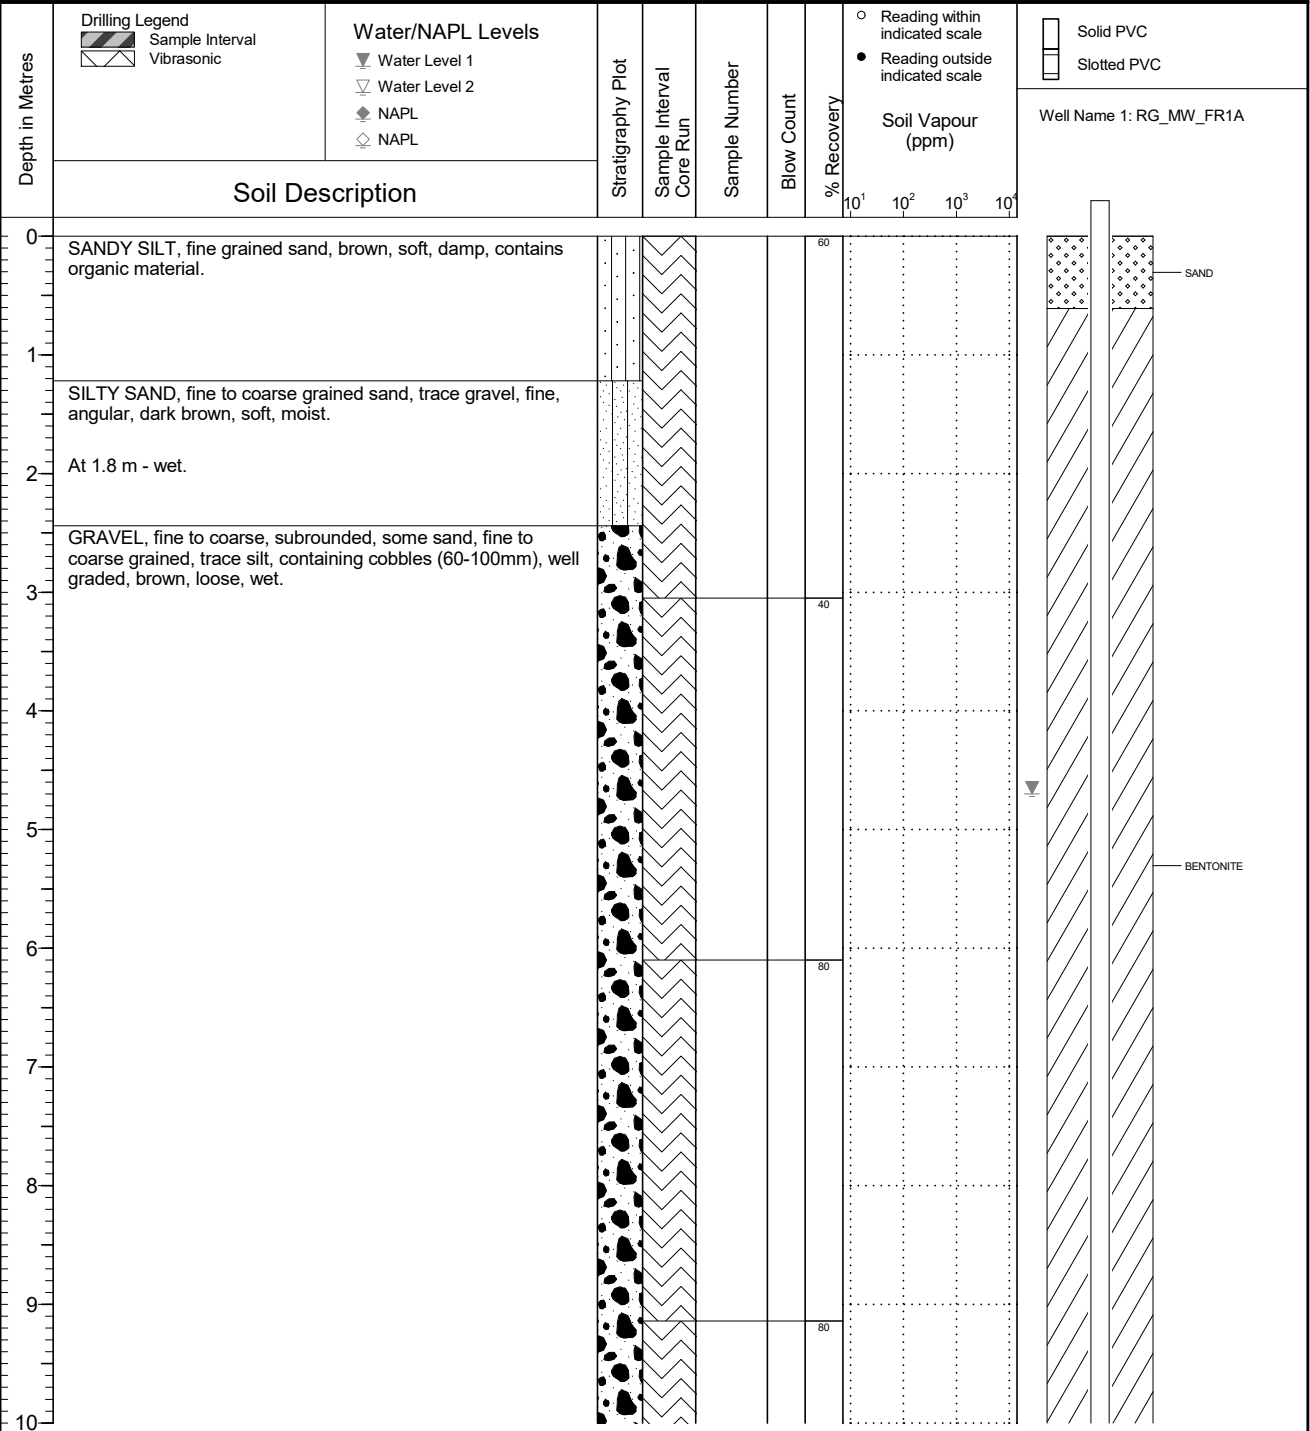 Drilling Legend
Sample Interval
Vibrasonic
Water/NAPL Levels
Water Level 1
Water Level 2
NAPL
NAPL
Depth in Metres
Soil Description
Stratigraphy Plot
Sample Interval
Core Run
Sample Number
Blow Count
% Recovery
Reading within
indicated scale
Reading outside
indicated scale
Soil Vapour
(ppm)
10¹ 10² 10³ 10⁴
Solid PVC
Slotted PVC
Well Name 1: RG_MW_FR1A
0
SANDY SILT, fine grained sand, brown, soft, damp, contains
organic material.
60
SAND
1
SILTY SAND, fine to coarse grained sand, trace gravel, fine,
angular, dark brown, soft, moist.
At 1.8 m - wet.
2
GRAVEL, fine to coarse, subrounded, some sand, fine to
coarse grained, trace silt, containing cobbles (60-100mm), well
graded, brown, loose, wet.
3
40
4
5
BENTONITE
6
80
7
8
9
80
10